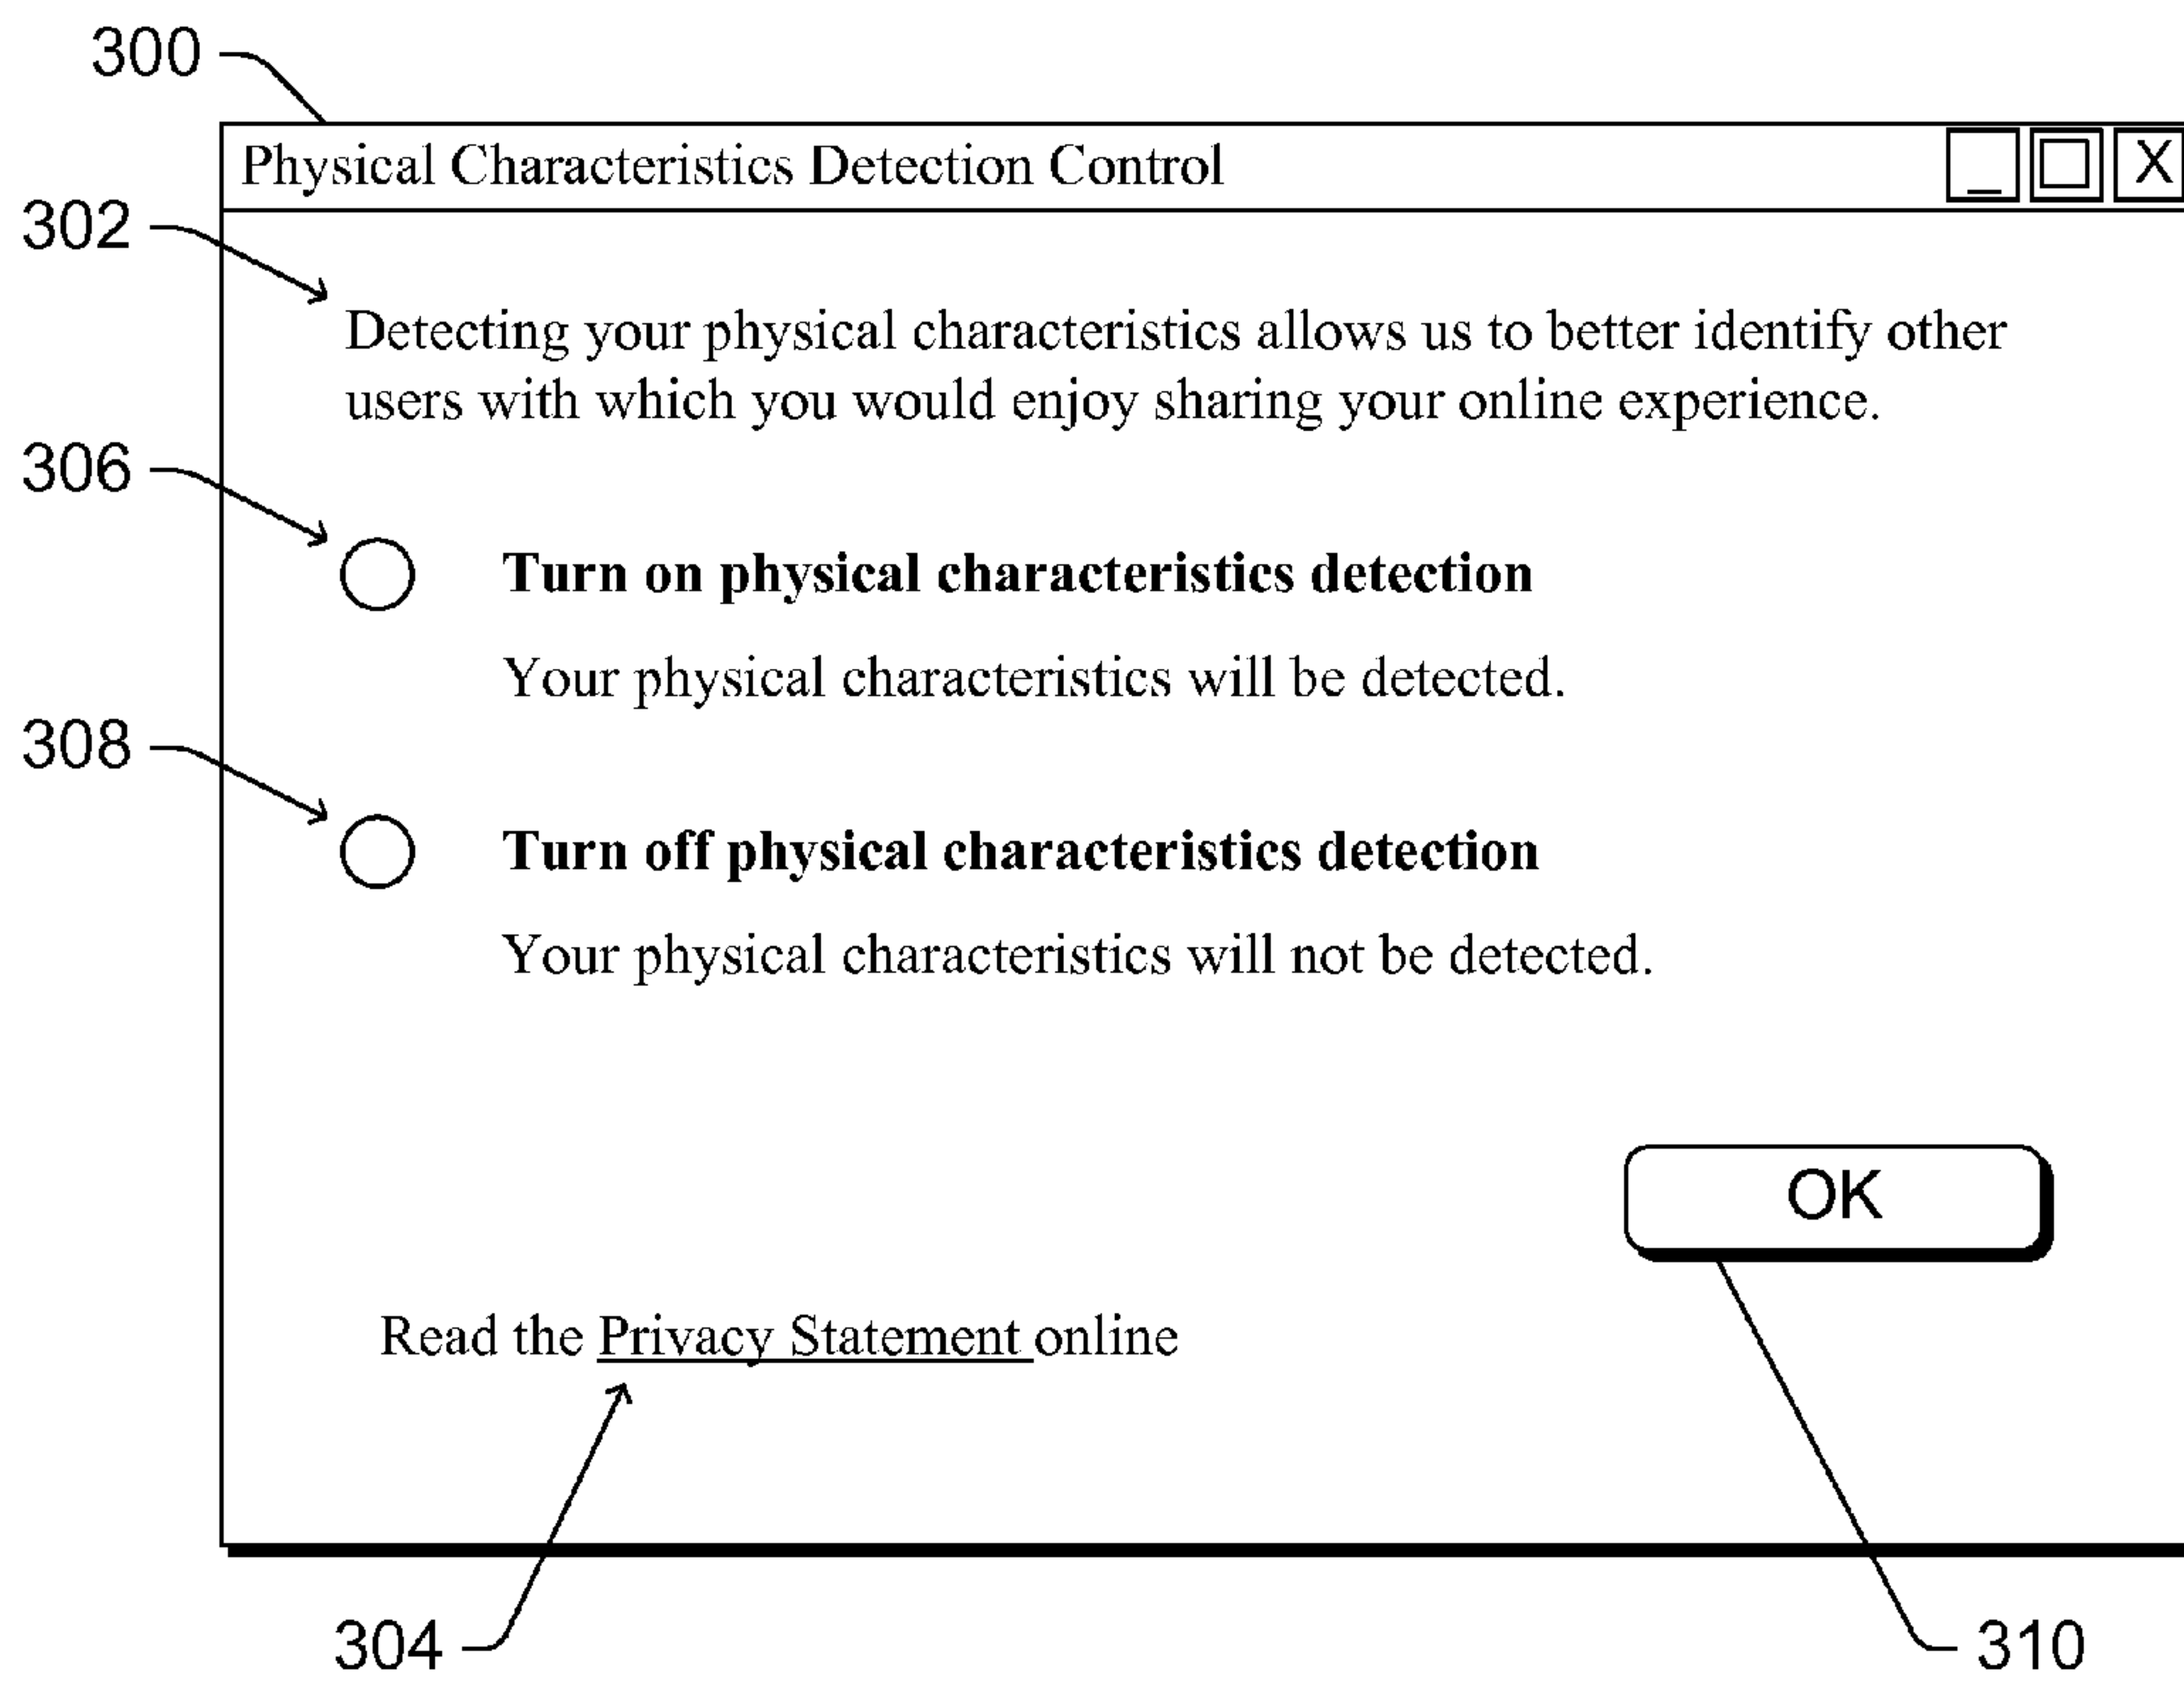 300
Physical Characteristics Detection Control _ X
302
Detecting your physical characteristics allows us to better identify other
users with which you would enjoy sharing your online experience.
306
Turn on physical characteristics detection
Your physical characteristics will be detected.
308
Turn off physical characteristics detection
Your physical characteristics will not be detected.
OK
Read the Privacy Statement online
304
310